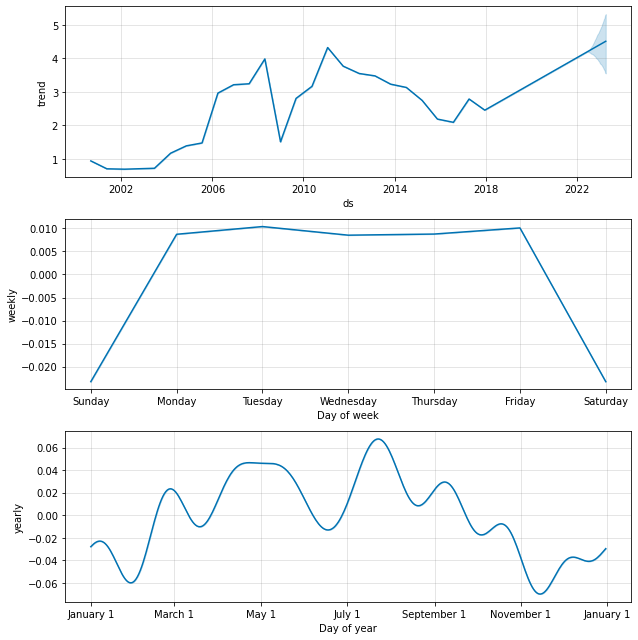 5
4
3
2
1
trend
2002 2006 2010 2014 2018 2022
ds
0.010
0.005
0.000
−0.005
−0.010
−0.015
−0.020
weekly
Sunday Monday Tuesday Wednesday Thursday Friday Saturday
Day of week
0.06
0.04
0.02
0.00
−0.02
−0.04
−0.06
yearly
January 1 March 1 May 1 July 1 September 1 November 1 January 1
Day of year